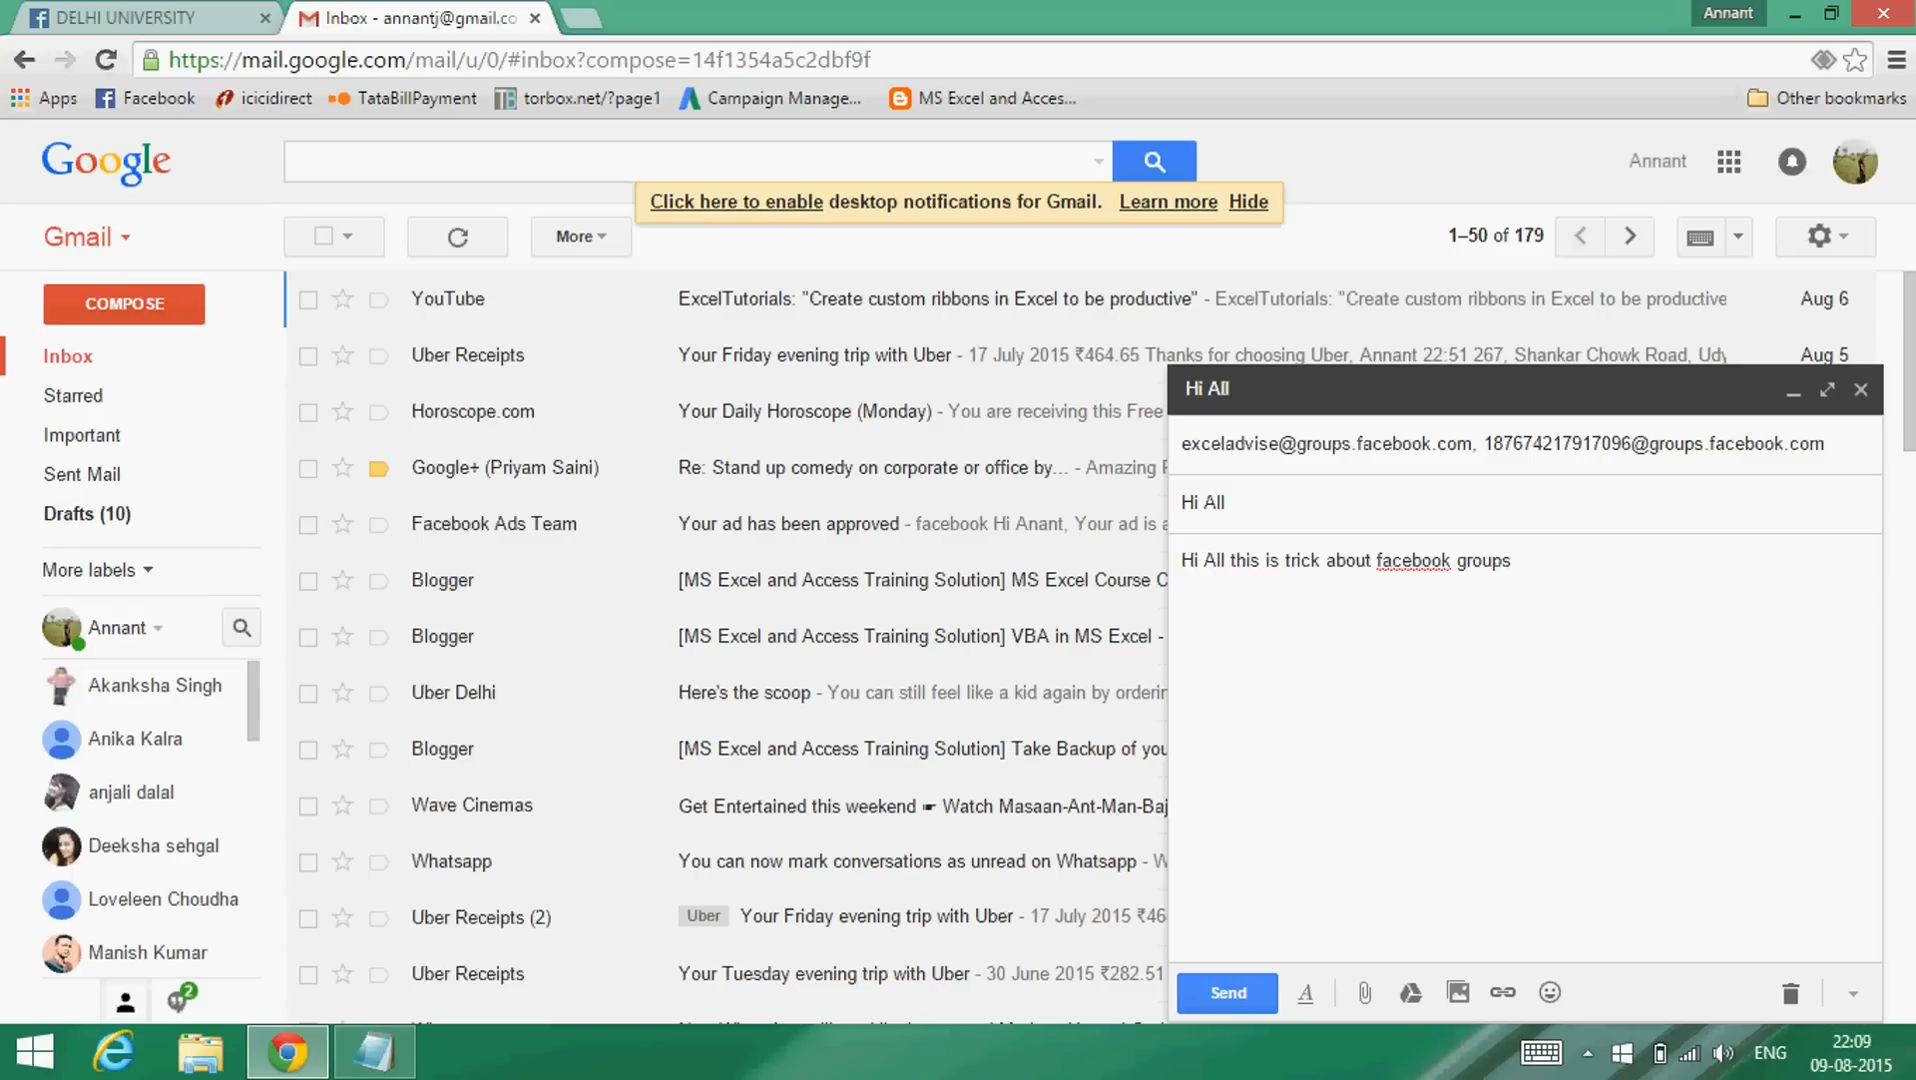 DELHI UNIVERSITY
Inbox - annantj@gmail.co
Annant
https://mail.google.com/mail/u/0/#inbox?compose=14f1354a5c2dbf9f
Apps
Facebook
icicidirect
TataBillPayment
torbox.net/?page1
Campaign Manage...
MS Excel and Acces...
Other bookmarks
Google
Annant
Click here to enable desktop notifications for Gmail. Learn more Hide
Gmail
More
1–50 of 179
COMPOSE
Inbox
Starred
Important
Sent Mail
Drafts (10)
More labels
Annant
Akanksha Singh
Anika Kalra
anjali dalal
Deeksha sehgal
Loveleen Choudha
Manish Kumar
2
YouTube ExcelTutorials: "Create custom ribbons in Excel to be productive" - ExcelTutorials: "Create custom ribbons in Excel to be productive Aug 6
Uber Receipts Your Friday evening trip with Uber - 17 July 2015 ₹464.65 Thanks for choosing Uber, Annant 22:51 267, Shankar Chowk Road, Udy Aug 5
Horoscope.com Your Daily Horoscope (Monday) - You are receiving this Free
Google+ (Priyam Saini) Re: Stand up comedy on corporate or office by... - Amazing
Facebook Ads Team Your ad has been approved - facebook Hi Anant, Your ad is a
Blogger [MS Excel and Access Training Solution] MS Excel Course C
Blogger [MS Excel and Access Training Solution] VBA in MS Excel -
Uber Delhi Here's the scoop - You can still feel like a kid again by orderin
Blogger [MS Excel and Access Training Solution] Take Backup of you
Wave Cinemas Get Entertained this weekend ☛ Watch Masaan-Ant-Man-Baj
Whatsapp You can now mark conversations as unread on Whatsapp - W
Uber Receipts (2) Uber Your Friday evening trip with Uber - 17 July 2015 ₹46
Uber Receipts Your Tuesday evening trip with Uber - 30 June 2015 ₹282.51
Hi All
exceladvise@groups.facebook.com, 187674217917096@groups.facebook.com
Hi All
Hi All this is trick about facebook groups
Send
ENG
22:09
09-08-2015